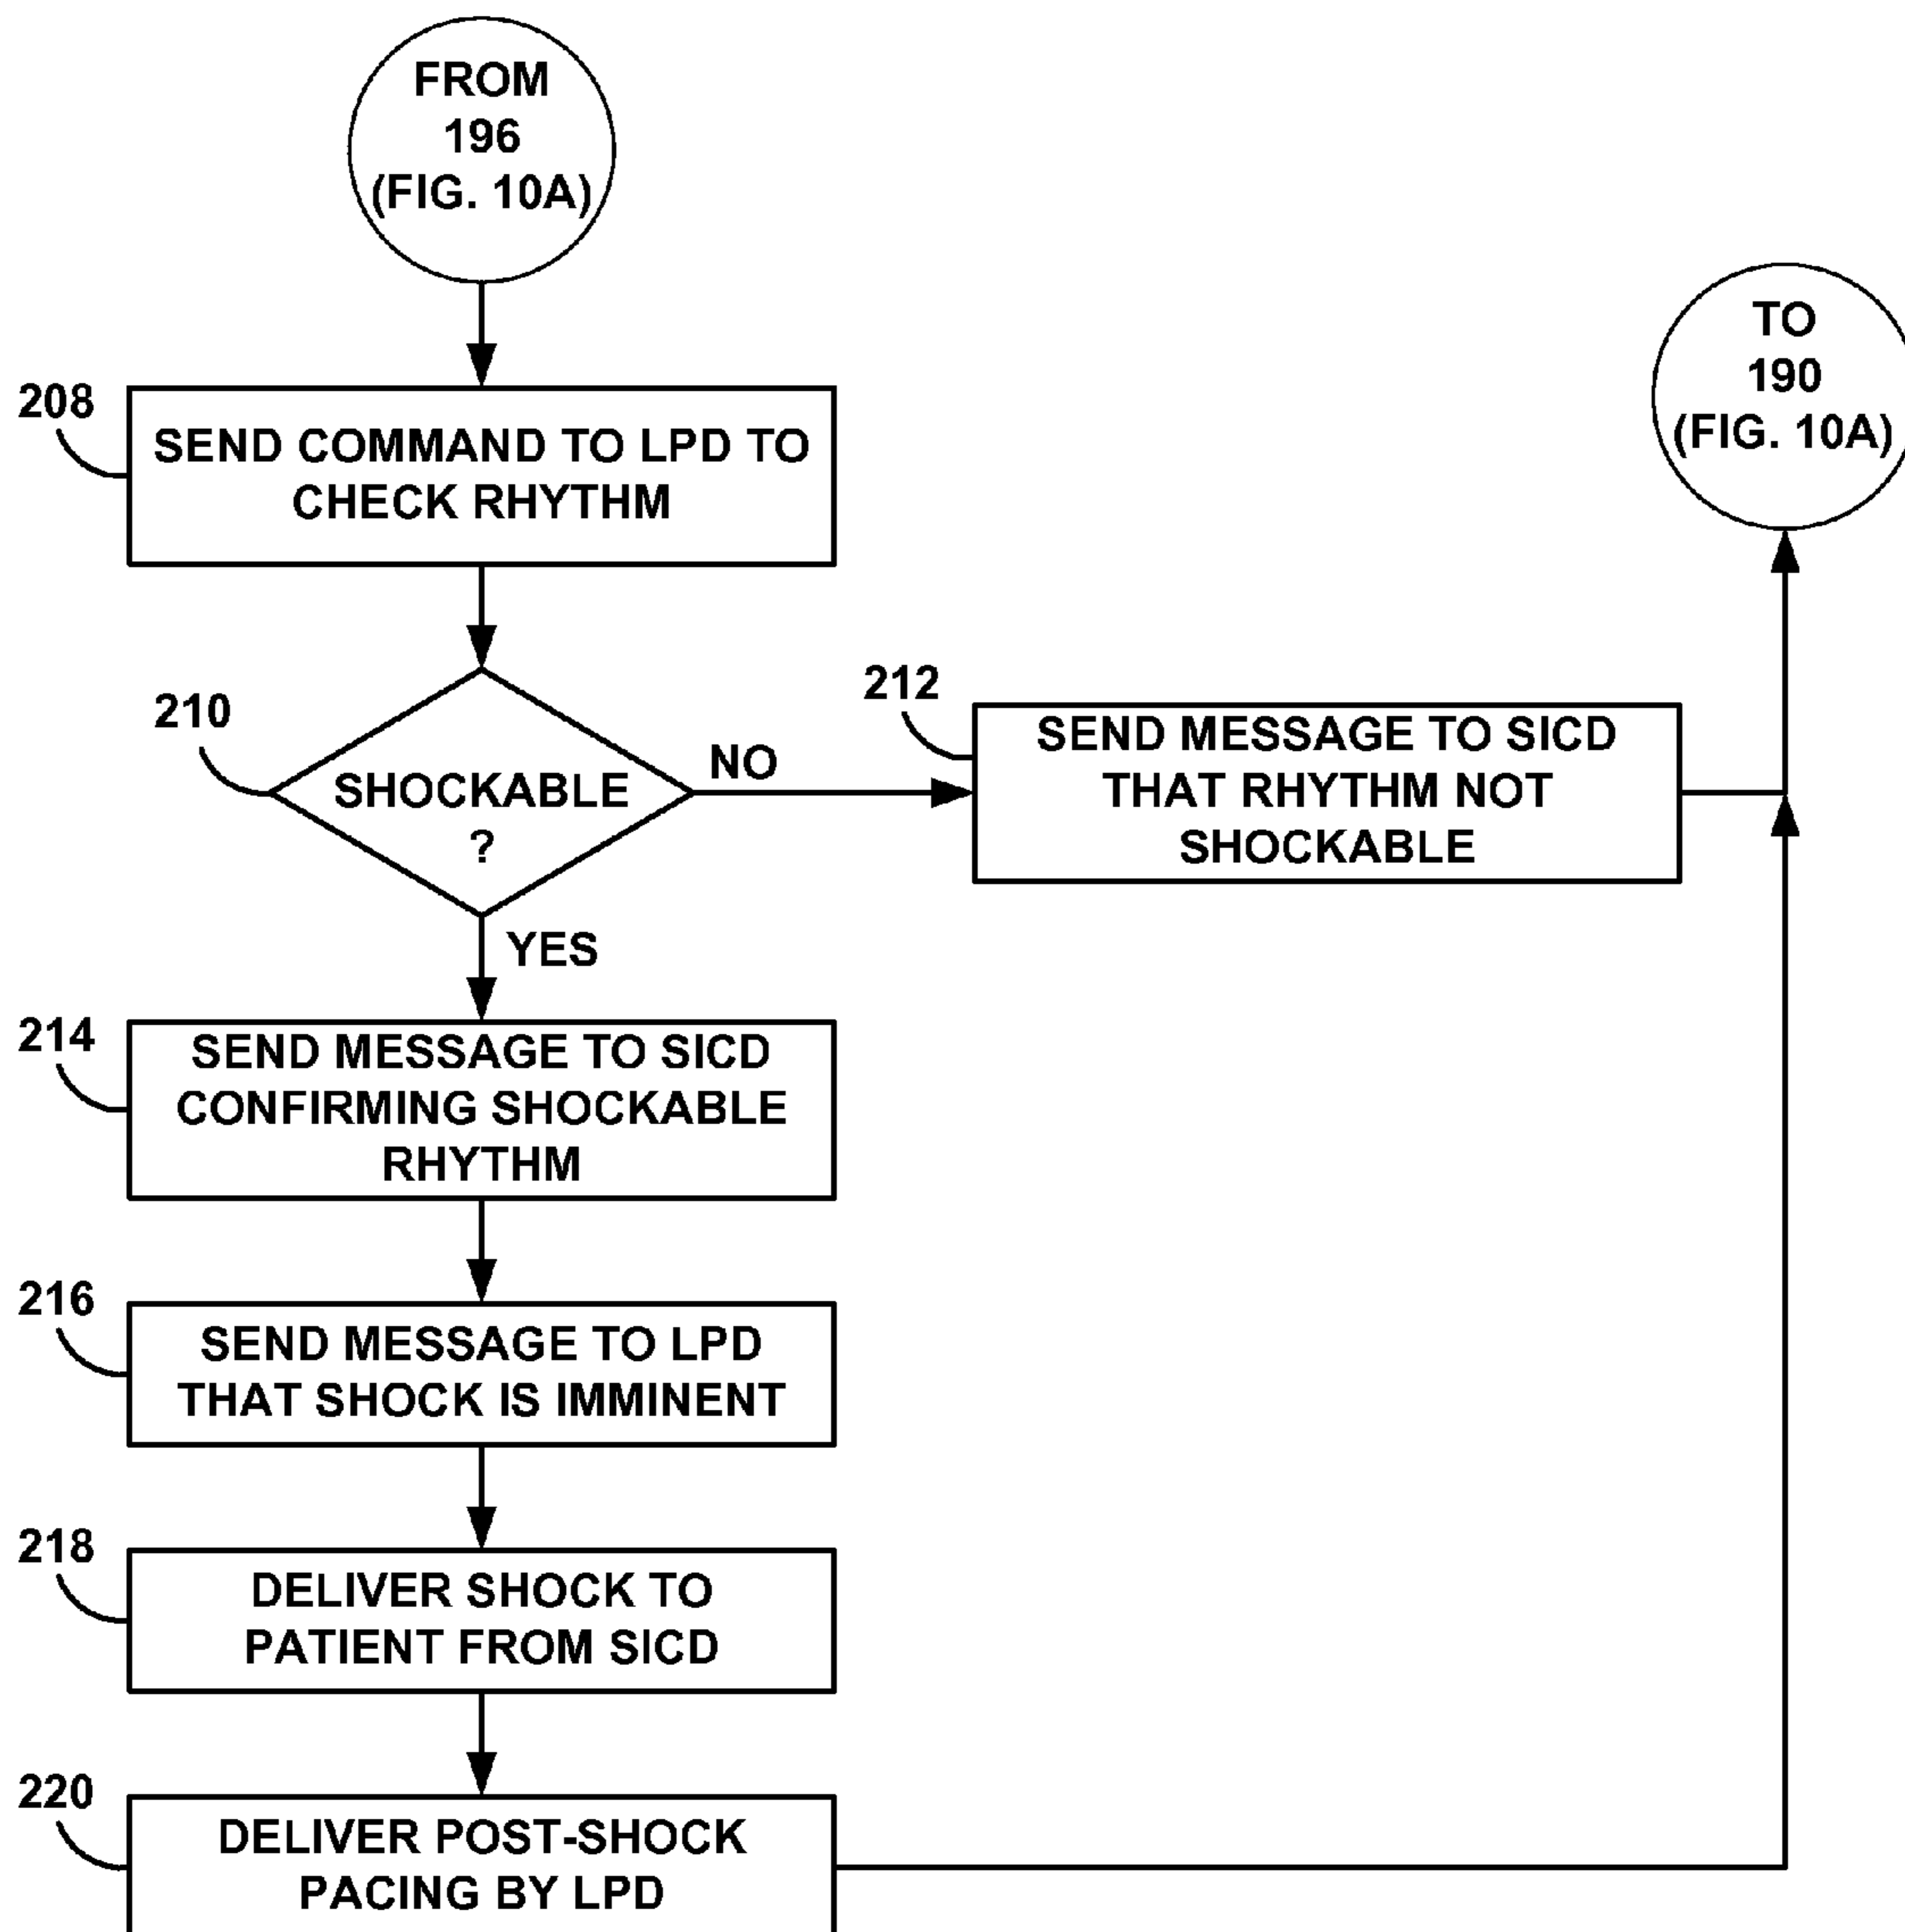 FROM
196
(FIG. 10A)
TO
190
(FIG. 10A)
208
SEND COMMAND TO LPD TO
CHECK RHYTHM
210
SHOCKABLE
?
NO
212
SEND MESSAGE TO SICD
THAT RHYTHM NOT
SHOCKABLE
YES
214
SEND MESSAGE TO SICD
CONFIRMING SHOCKABLE
RHYTHM
216
SEND MESSAGE TO LPD
THAT SHOCK IS IMMINENT
218
DELIVER SHOCK TO
PATIENT FROM SICD
220
DELIVER POST-SHOCK
PACING BY LPD